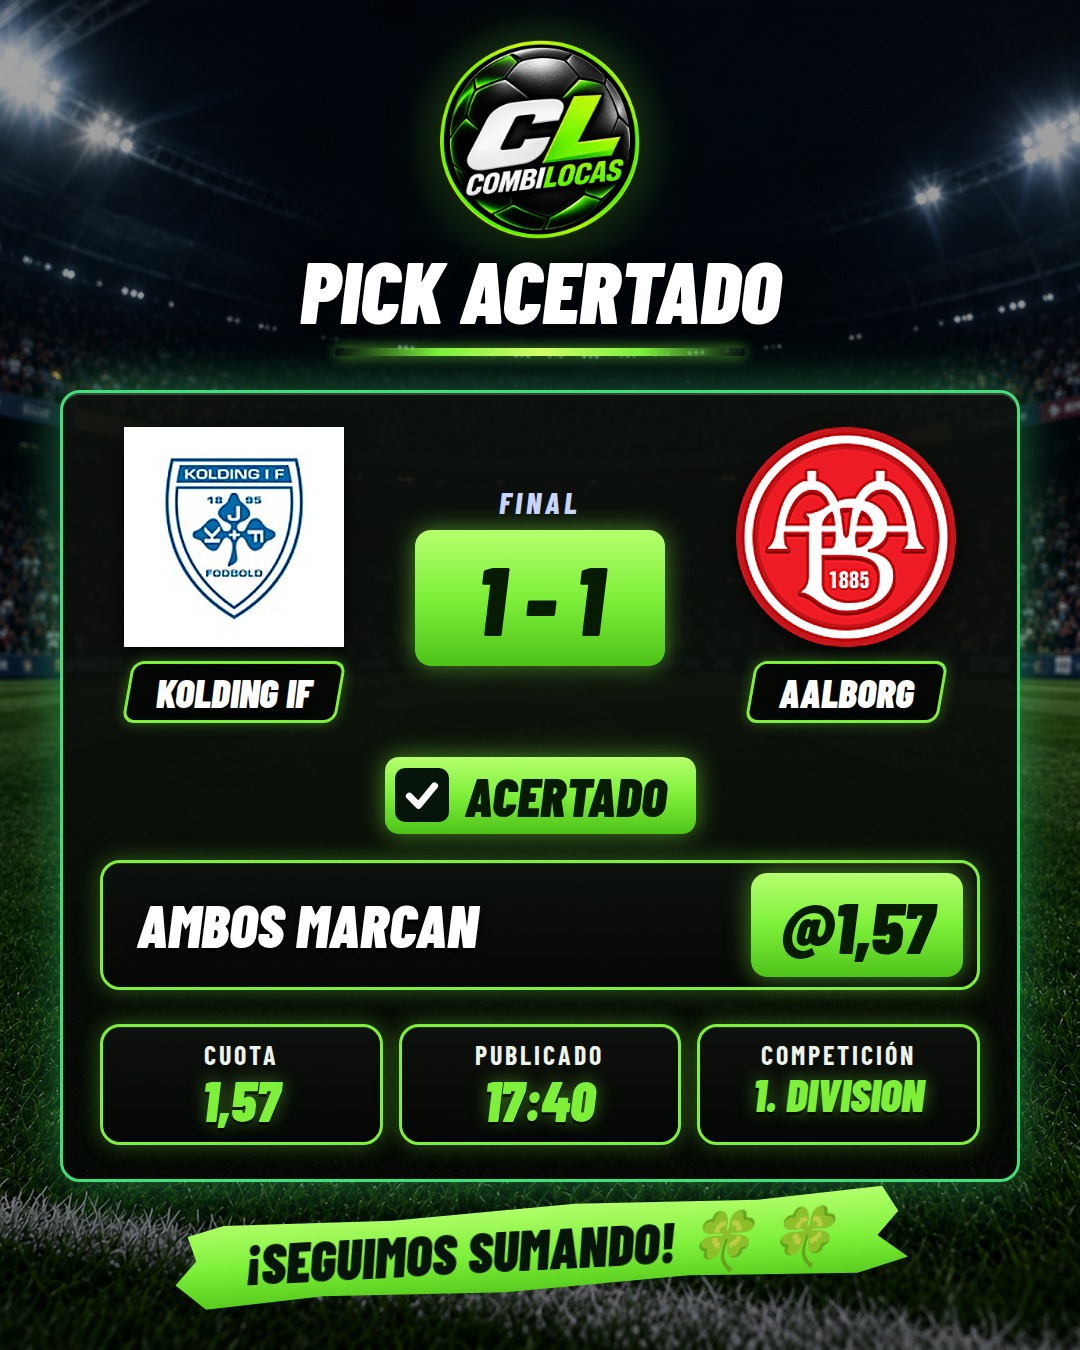 CL
COMBILOCAS
PICK ACERTADO
KOLDING I F
18 95
K J F
FODBOLD
FINAL
1 - 1
AaB
1885
KOLDING IF
AALBORG
ACERTADO
AMBOS MARCAN
@1,57
CUOTA
1,57
PUBLICADO
17:40
COMPETICIÓN
1. DIVISION
¡SEGUIMOS SUMANDO! 🍀 🍀